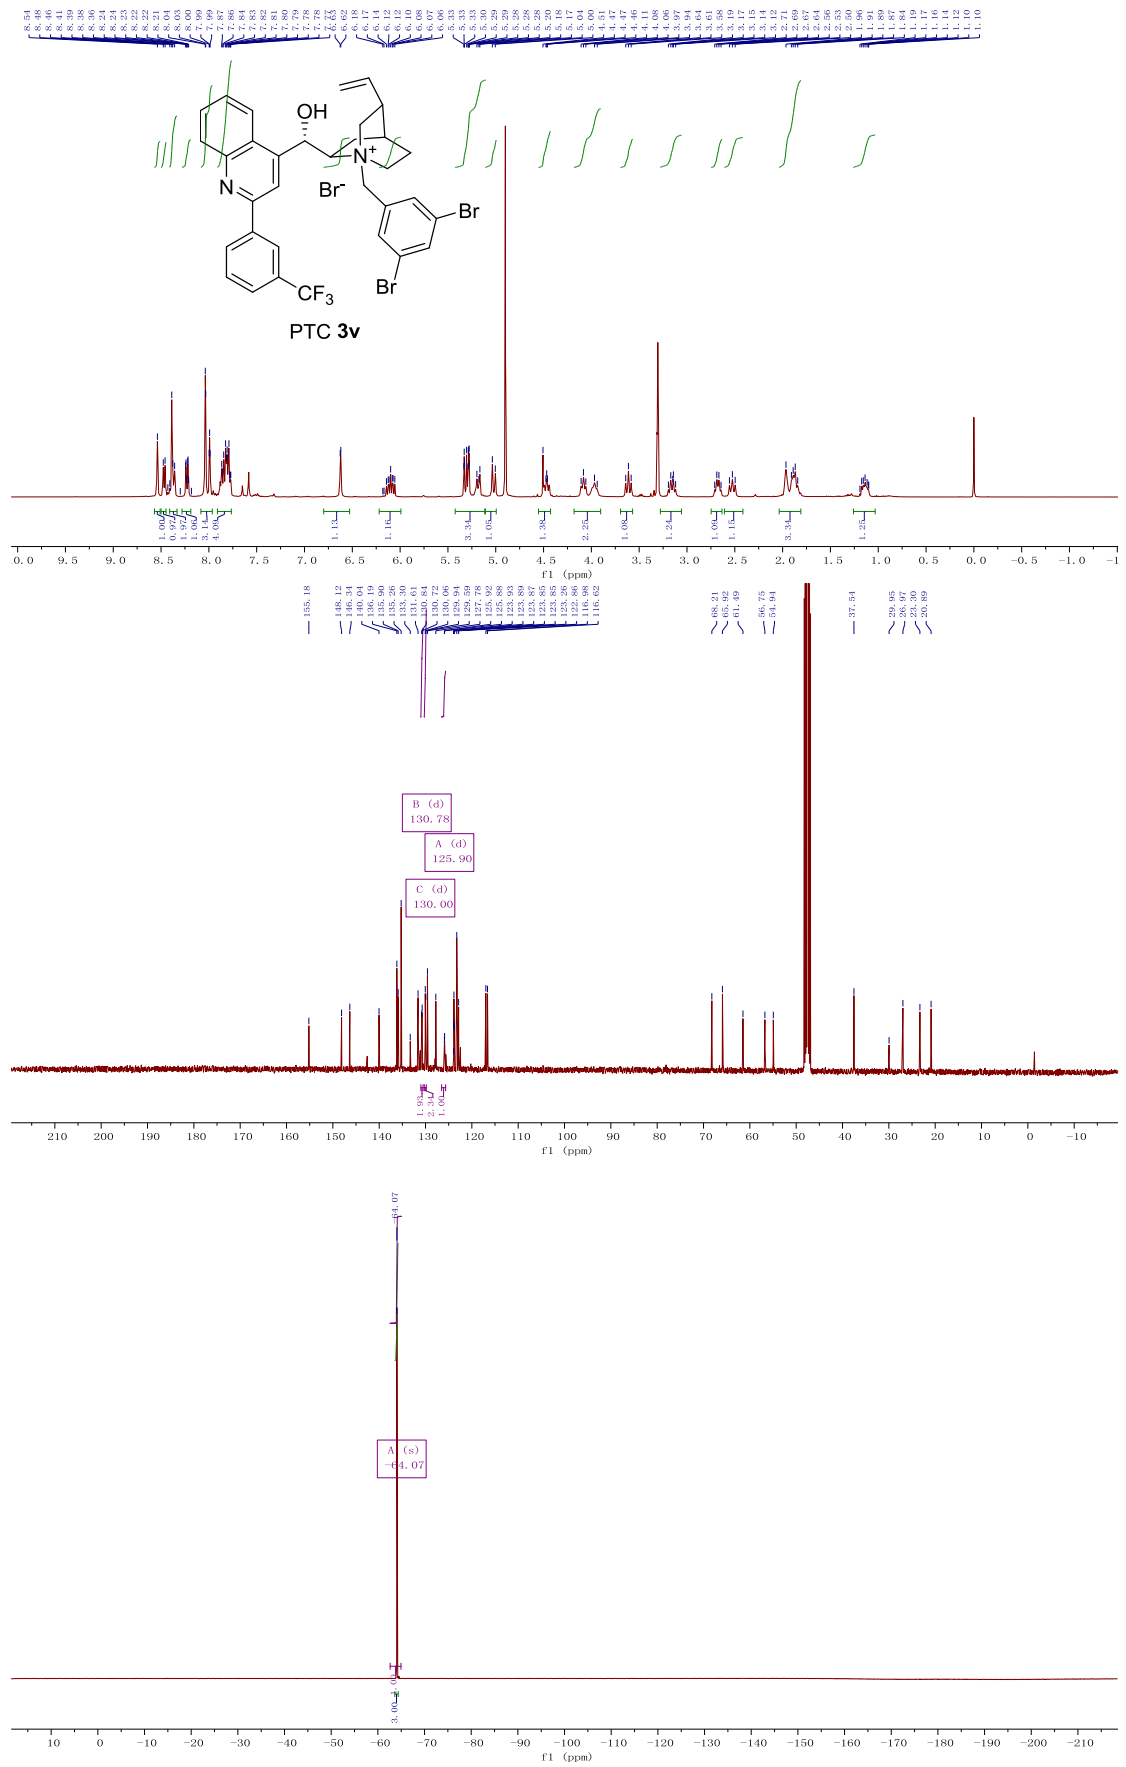 8.54 8.48 8.46 8.41 8.39 8.38 8.36 8.24 8.24 8.23 8.22 8.22 8.21 8.04 8.03 8.00 7.99 7.99 7.87 7.86 7.84 7.83 7.82 7.81 7.80 7.79 7.78 7.78 7.77 6.63 6.62 6.18 6.17 6.14 6.12 6.12 6.10 6.08 6.07 6.06 5.33 5.33 5.33 5.30 5.29 5.29 5.28 5.28 5.28 5.20 5.18 5.17 5.04 5.00 4.51 4.47 4.47 4.46 4.11 4.08 4.06 3.97 3.94 3.64 3.61 3.58 3.19 3.17 3.15 3.14 3.12 2.71 2.69 2.67 2.64 2.56 2.53 2.50 1.96 1.91 1.89 1.87 1.84 1.19 1.17 1.16 1.14 1.12 1.10 1.10
OH
N+
Br-
N
Br
Br
CF3
PTC 3v
1.00 0.97 1.97 1.06 3.14 4.09 1.13 1.16 3.34 1.05 1.38 2.25 1.08 1.24 1.09 1.15 3.34 1.25
0.0 9.5 9.0 8.5 8.0 7.5 7.0 6.5 6.0 5.5 5.0 4.5 4.0 3.5 3.0 2.5 2.0 1.5 1.0 0.5 0.0 -0.5 -1
f1 (ppm)
155.18 148.12 146.34 140.04 136.19 135.90 135.26 133.30 131.61 130.84 130.72 130.06 129.94 129.59 127.78 125.92 125.88 123.93 123.89 123.87 123.85 123.85 123.26 122.86 116.98 116.62 68.21 65.92 61.49 56.75 54.94 37.54 29.95 26.97 23.30 20.89
B (d)
130.78
A (d)
125.90
C (d)
130.00
1.93 2.34 1.00
210 200 190 180 170 160 150 140 130 120 110 100 90 80 70 60 50 40 30 20 10 0 -10
f1 (ppm)
-64.07
A (s)
-64.07
3.00 1.00
10 0 -10 -20 -30 -40 -50 -60 -70 -80 -90 -100 -110 -120 -130 -140 -150 -160 -170 -180 -190 -200 -210
f1 (ppm)